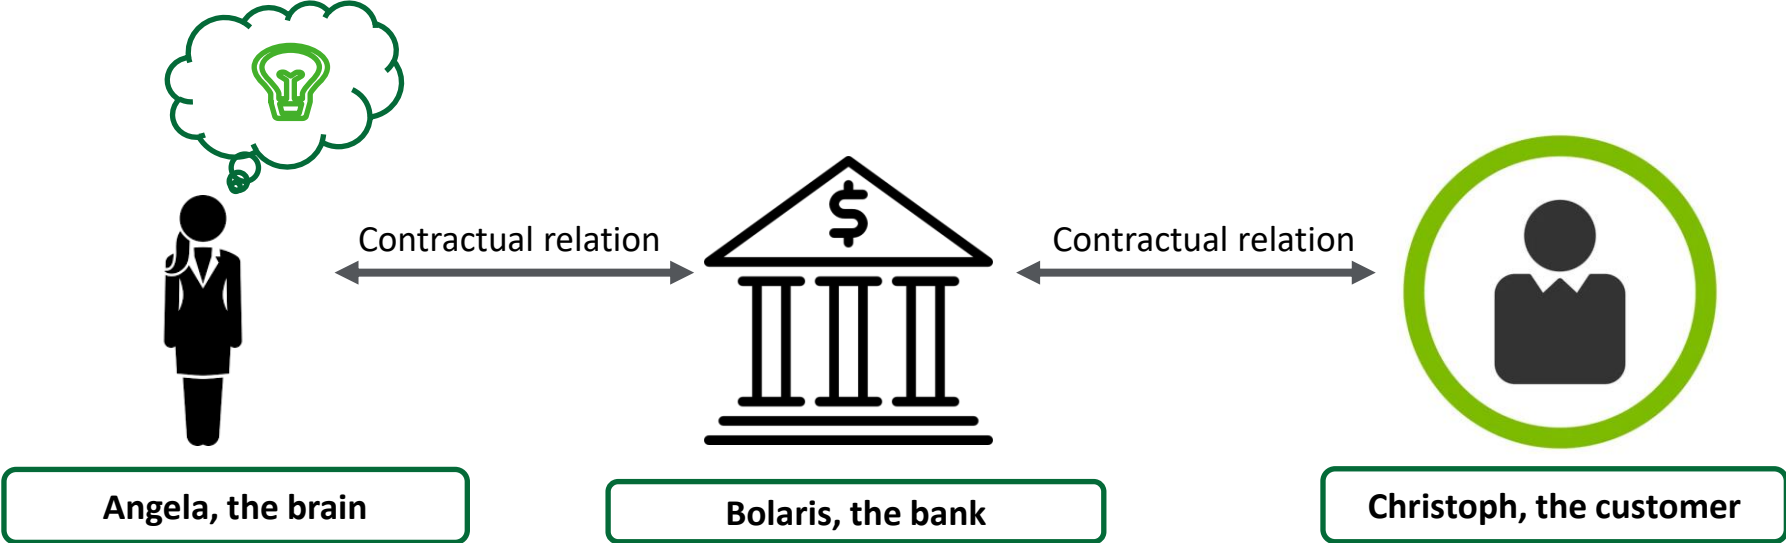 Contractual relation
Contractual relation
$
Angela, the brain
Bolaris, the bank
Christoph, the customer